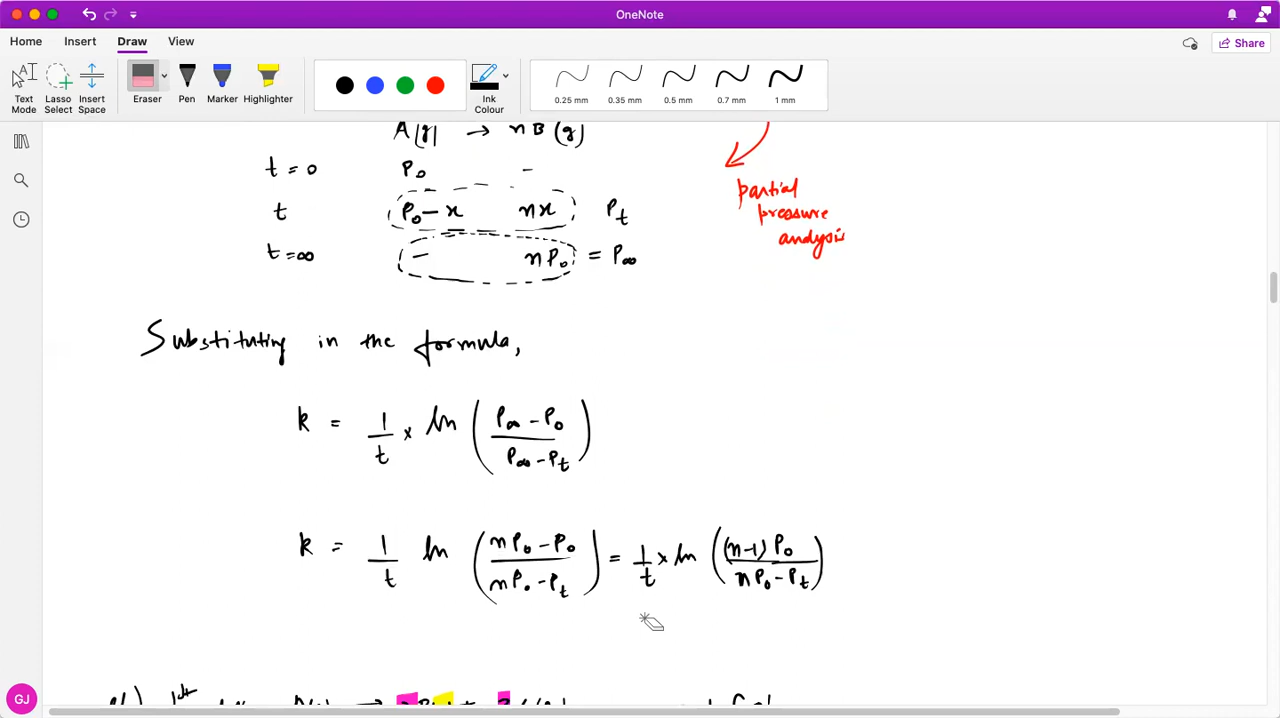 OneNote
Home Insert Draw View
Share
Text Mode
Lasso Select
Insert Space
Eraser
Pen
Marker
Highlighter
Ink Colour
0.25 mm 0.35 mm 0.5 mm 0.7 mm 1 mm
A(g) → nB(g)
t = 0 P₀ -
t P₀ - x nx Pₜ
t = ∞ - nP₀ = P∞
partial
pressure
analysis
Substituting in the formula,
k = 1/t × ln ((P∞ - P₀)/(P∞ - Pₜ))
k = 1/t ln ((nP₀ - P₀)/(nP₀ - Pₜ)) = 1/t × ln (((n-1)P₀)/(nP₀ - Pₜ))
GJ